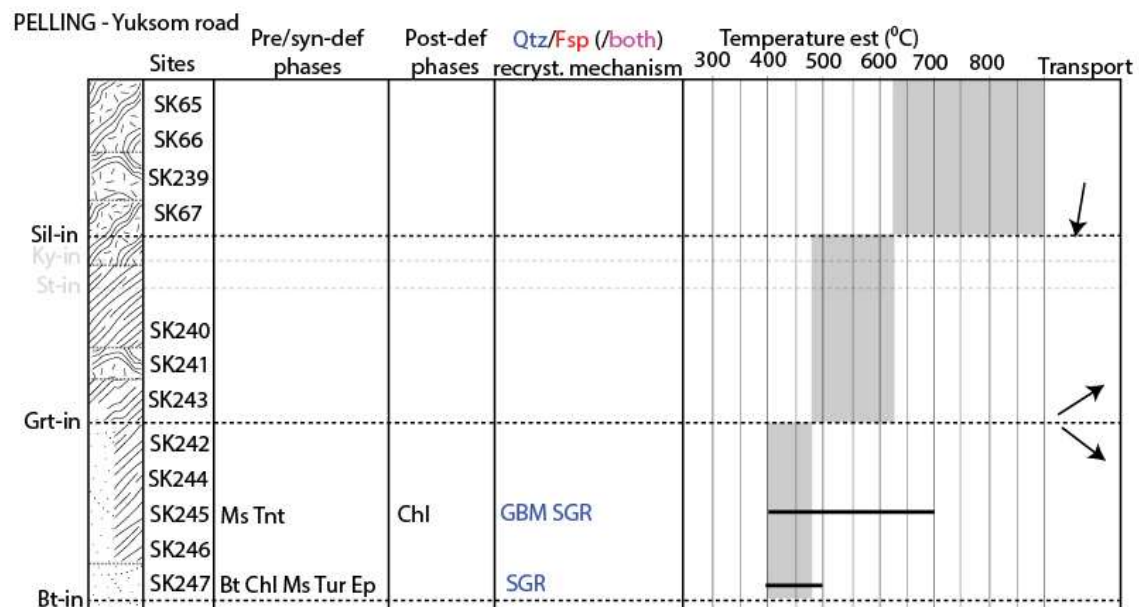 PELLING - Yuksom road
Sites Pre/syn-def phases Post-def phases Qtz/Fsp (/both) recryst. mechanism Temperature est (⁰C) Transport
300 400 500 600 700 800
SK65
SK66
SK239
SK67
Sil-in
Ky-in
St-in
SK240
SK241
SK243
Grt-in
SK242
SK244
SK245 Ms Tnt Chl GBM SGR
SK246
SK247 Bt Chl Ms Tur Ep SGR
Bt-in